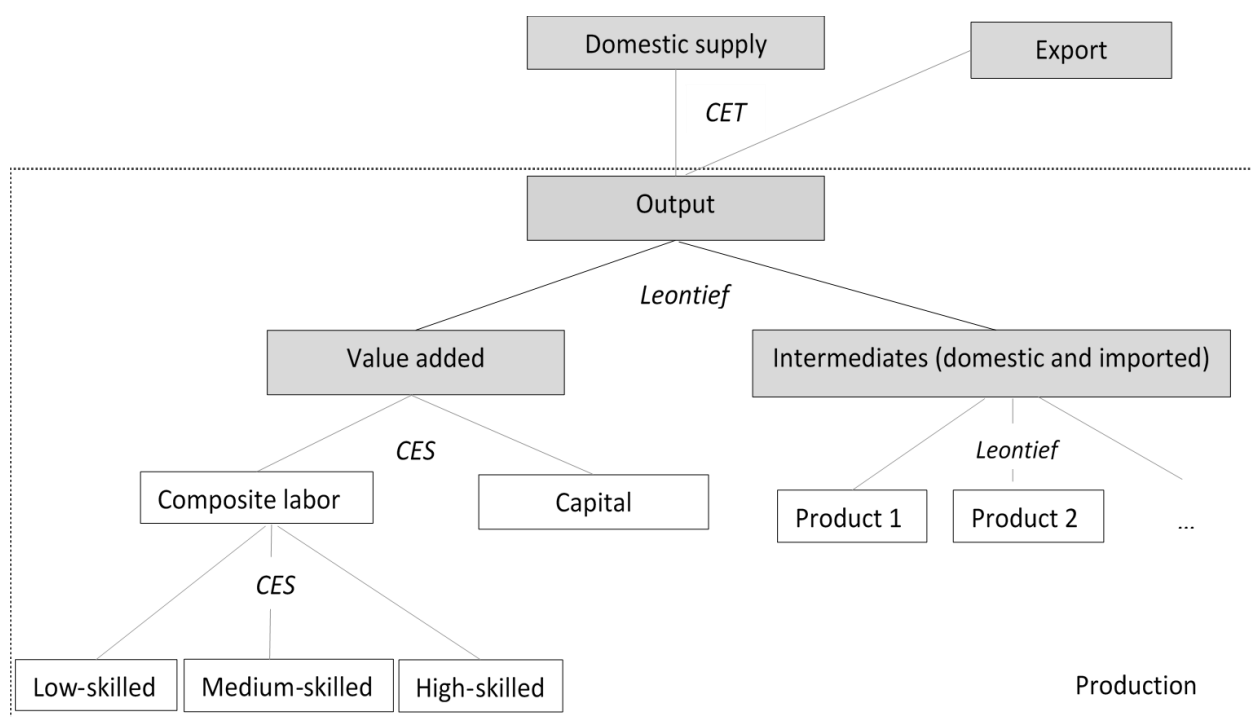 Domestic supply
Export
CET
Output
Leontief
Value added
Intermediates (domestic and imported)
CES
Leontief
Composite labor
Capital
Product 1
Product 2
...
CES
Low-skilled
Medium-skilled
High-skilled
Production